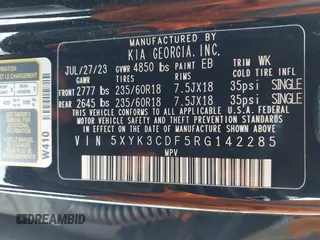 MANUFACTURED BY
KIA GEORGIA, INC.
JUL/27/23 GVWR 4850 lbs PAINT EB TRIM WK
GAWR TIRE RIM COLD TIRE PRESSURE
FRONT 2777 lbs 235/60R18 7.5JX18 35psi SINGLE
REAR 2645 lbs 235/60R18 7.5JX18 35psi SINGLE
THIS VEHICLE CONFORMS TO ALL APPLICABLE U.S. FEDERAL MOTOR VEHICLE SAFETY, BUMPER, AND THEFT PREVENTION STANDARDS IN EFFECT ON THE DATE OF MANUFACTURE SHOWN ABOVE.
VIN 5XYK3CDF5RG142285
MPV
W410
© DREAMBID